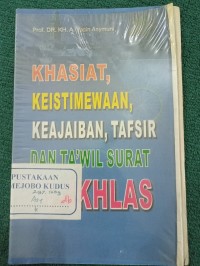 Prof. DR. KH. A
KHASIAT,
KEISTIMEWAAN,
KEAJAIBAN, TAFSIR
DAN TA'WIL SURAT
KHLAS
PUSTAKAAN
MEJOBO KUDUS